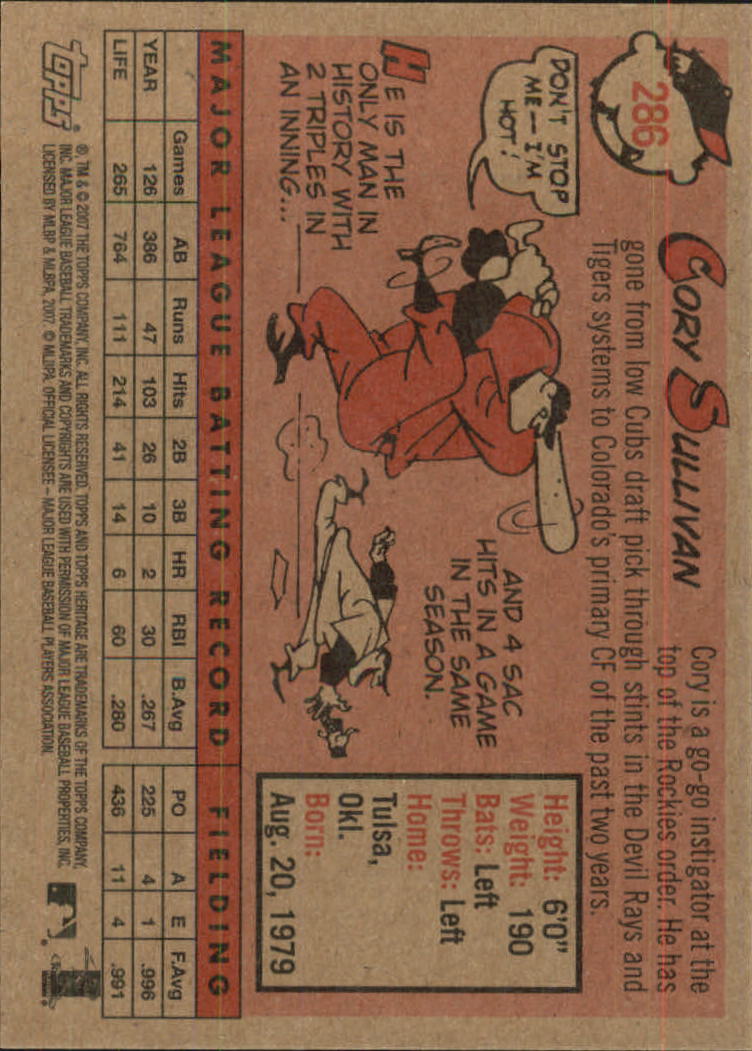 286
CORY SULLIVAN
Cory is a go-go instigator at the
top of the Rockies order. He has
gone from low Cubs draft pick through stints in the Devil Rays and
Tigers systems to Colorado's primary CF of the past two years.
DON'T STOP
ME — I'M
HOT!
HE IS THE
ONLY MAN IN
HISTORY WITH
2 TRIPLES IN
AN INNING...
AND 4 SAC
HITS IN A GAME
IN THE SAME
SEASON.
Height: 6'0"
Weight: 190
Bats: Left
Throws: Left
Home:
Tulsa,
Okl.
Born:
Aug. 20, 1979
MAJOR LEAGUE BATTING RECORD FIELDING
Games AB Runs Hits 2B 3B HR RBI B.Avg PO A E F.Avg
YEAR 126 386 47 103 26 10 2 30 .267 225 4 1 .996
LIFE 265 764 111 214 41 14 6 60 .280 436 11 4 .991
topps®
®, TM & © 2007 THE TOPPS COMPANY, INC. ALL RIGHTS RESERVED. TOPPS AND TOPPS HERITAGE ARE TRADEMARKS OF THE TOPPS COMPANY,
INC. MAJOR LEAGUE BASEBALL TRADEMARKS AND COPYRIGHTS ARE USED WITH PERMISSION OF MAJOR LEAGUE BASEBALL PROPERTIES, INC.
LICENSED BY MLBP & MLBPA, 2007. © MLBPA. OFFICIAL LICENSEE – MAJOR LEAGUE BASEBALL PLAYERS ASSOCIATION.